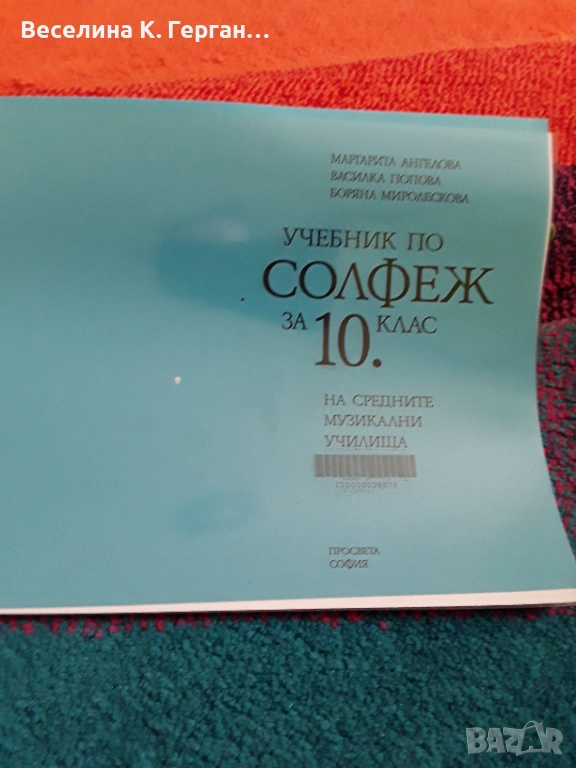 Веселина К. Герган...
МАРГАРИТА АНГЕЛОВА
ВАСИЛКА ПОПОВА
БОРЯНА МИРОЛЕСКОВА
УЧЕБНИК ПО
СОЛФЕЖ
ЗА 10. КЛАС
НА СРЕДНИТЕ
МУЗИКАЛНИ
УЧИЛИЩА
ПРОСВЕТА
СОФИЯ
BAZAR